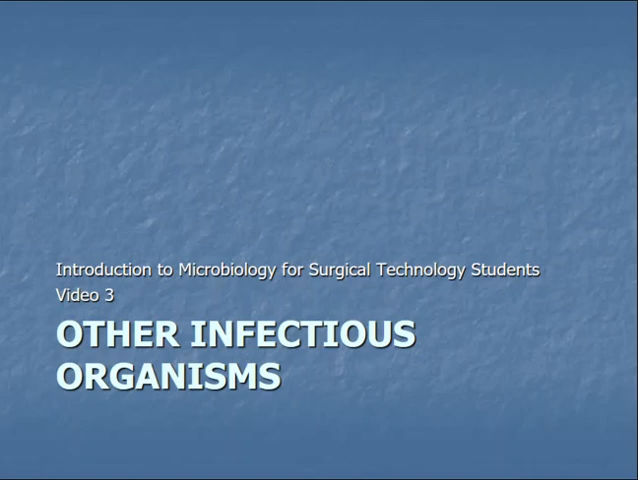 Introduction to Microbiology for Surgical Technology Students
Video 3
OTHER INFECTIOUS
ORGANISMS